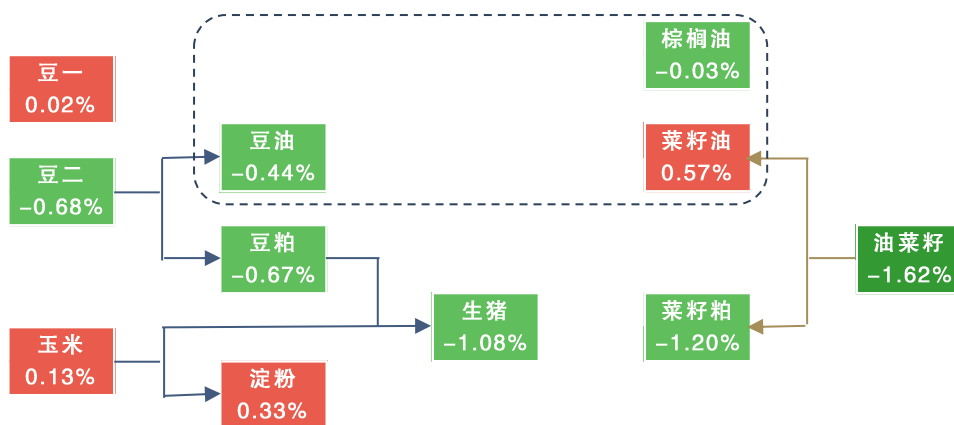 棕榈油
-0.03%
豆一
0.02%
豆油
-0.44%
菜籽油
0.57%
豆二
-0.68%
豆粕
-0.67%
油菜籽
-1.62%
生猪
-1.08%
菜籽粕
-1.20%
玉米
0.13%
淀粉
0.33%